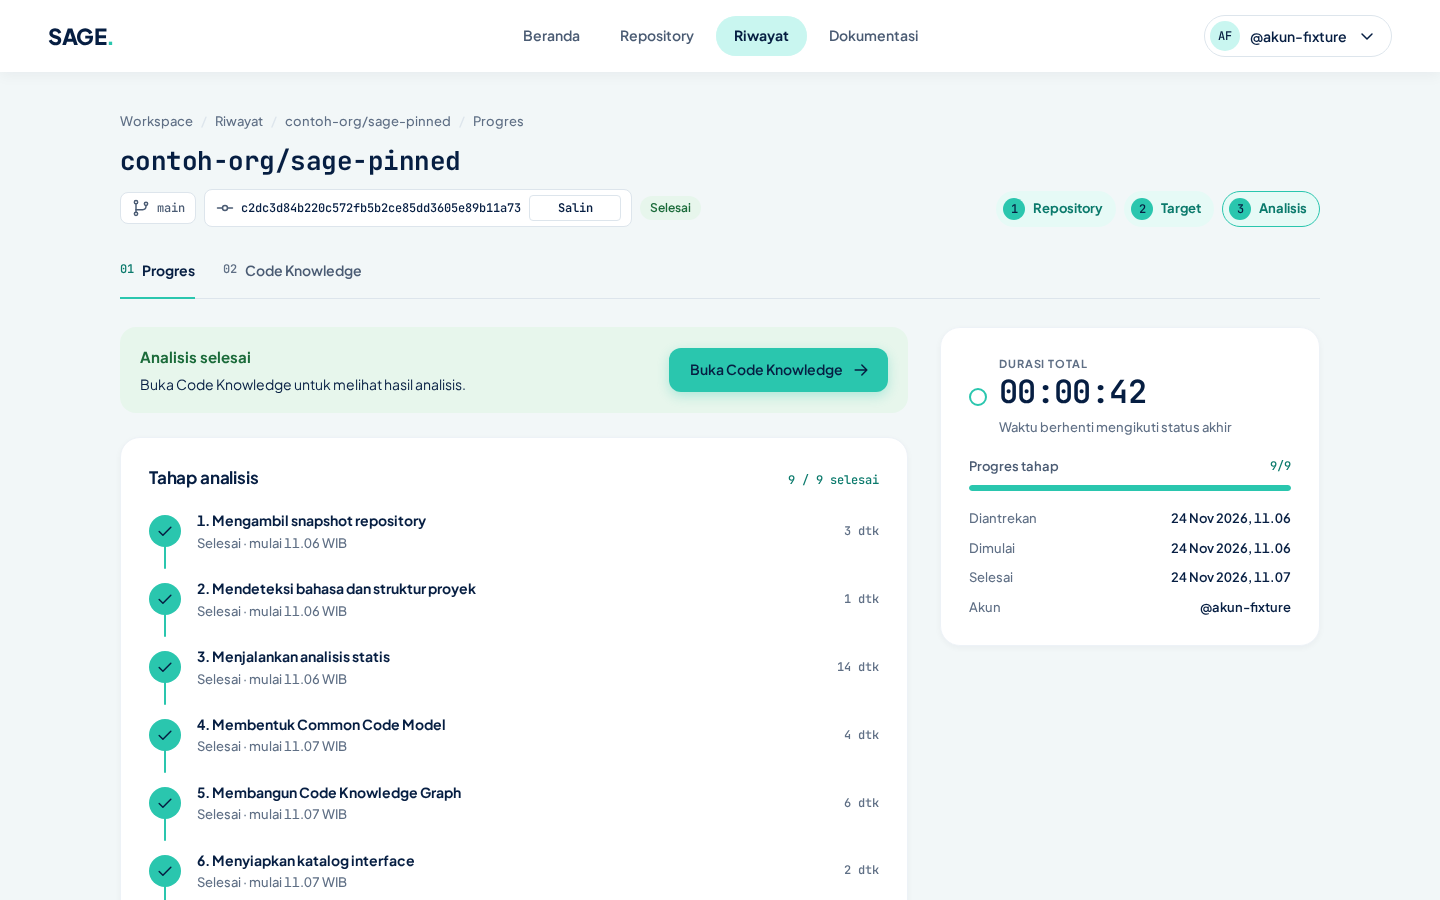 SAGE.
Beranda
Repository
Riwayat
Dokumentasi
AF
@akun-fixture
Workspace / Riwayat / contoh-org/sage-pinned / Progres
contoh-org/sage-pinned
main
c2dc3d84b220c572fb5b2ce85dd3605e89b11a73
Salin
Selesai
1 Repository
2 Target
3 Analisis
01 Progres
02 Code Knowledge
Analisis selesai
Buka Code Knowledge untuk melihat hasil analisis.
Buka Code Knowledge
Tahap analisis
9 / 9 selesai
1. Mengambil snapshot repository
Selesai · mulai 11.06 WIB
3 dtk
2. Mendeteksi bahasa dan struktur proyek
Selesai · mulai 11.06 WIB
1 dtk
3. Menjalankan analisis statis
Selesai · mulai 11.06 WIB
14 dtk
4. Membentuk Common Code Model
Selesai · mulai 11.07 WIB
4 dtk
5. Membangun Code Knowledge Graph
Selesai · mulai 11.07 WIB
6 dtk
6. Menyiapkan katalog interface
Selesai · mulai 11.07 WIB
2 dtk
DURASI TOTAL
00:00:42
Waktu berhenti mengikuti status akhir
Progres tahap
9/9
Diantrekan
24 Nov 2026, 11.06
Dimulai
24 Nov 2026, 11.06
Selesai
24 Nov 2026, 11.07
Akun
@akun-fixture